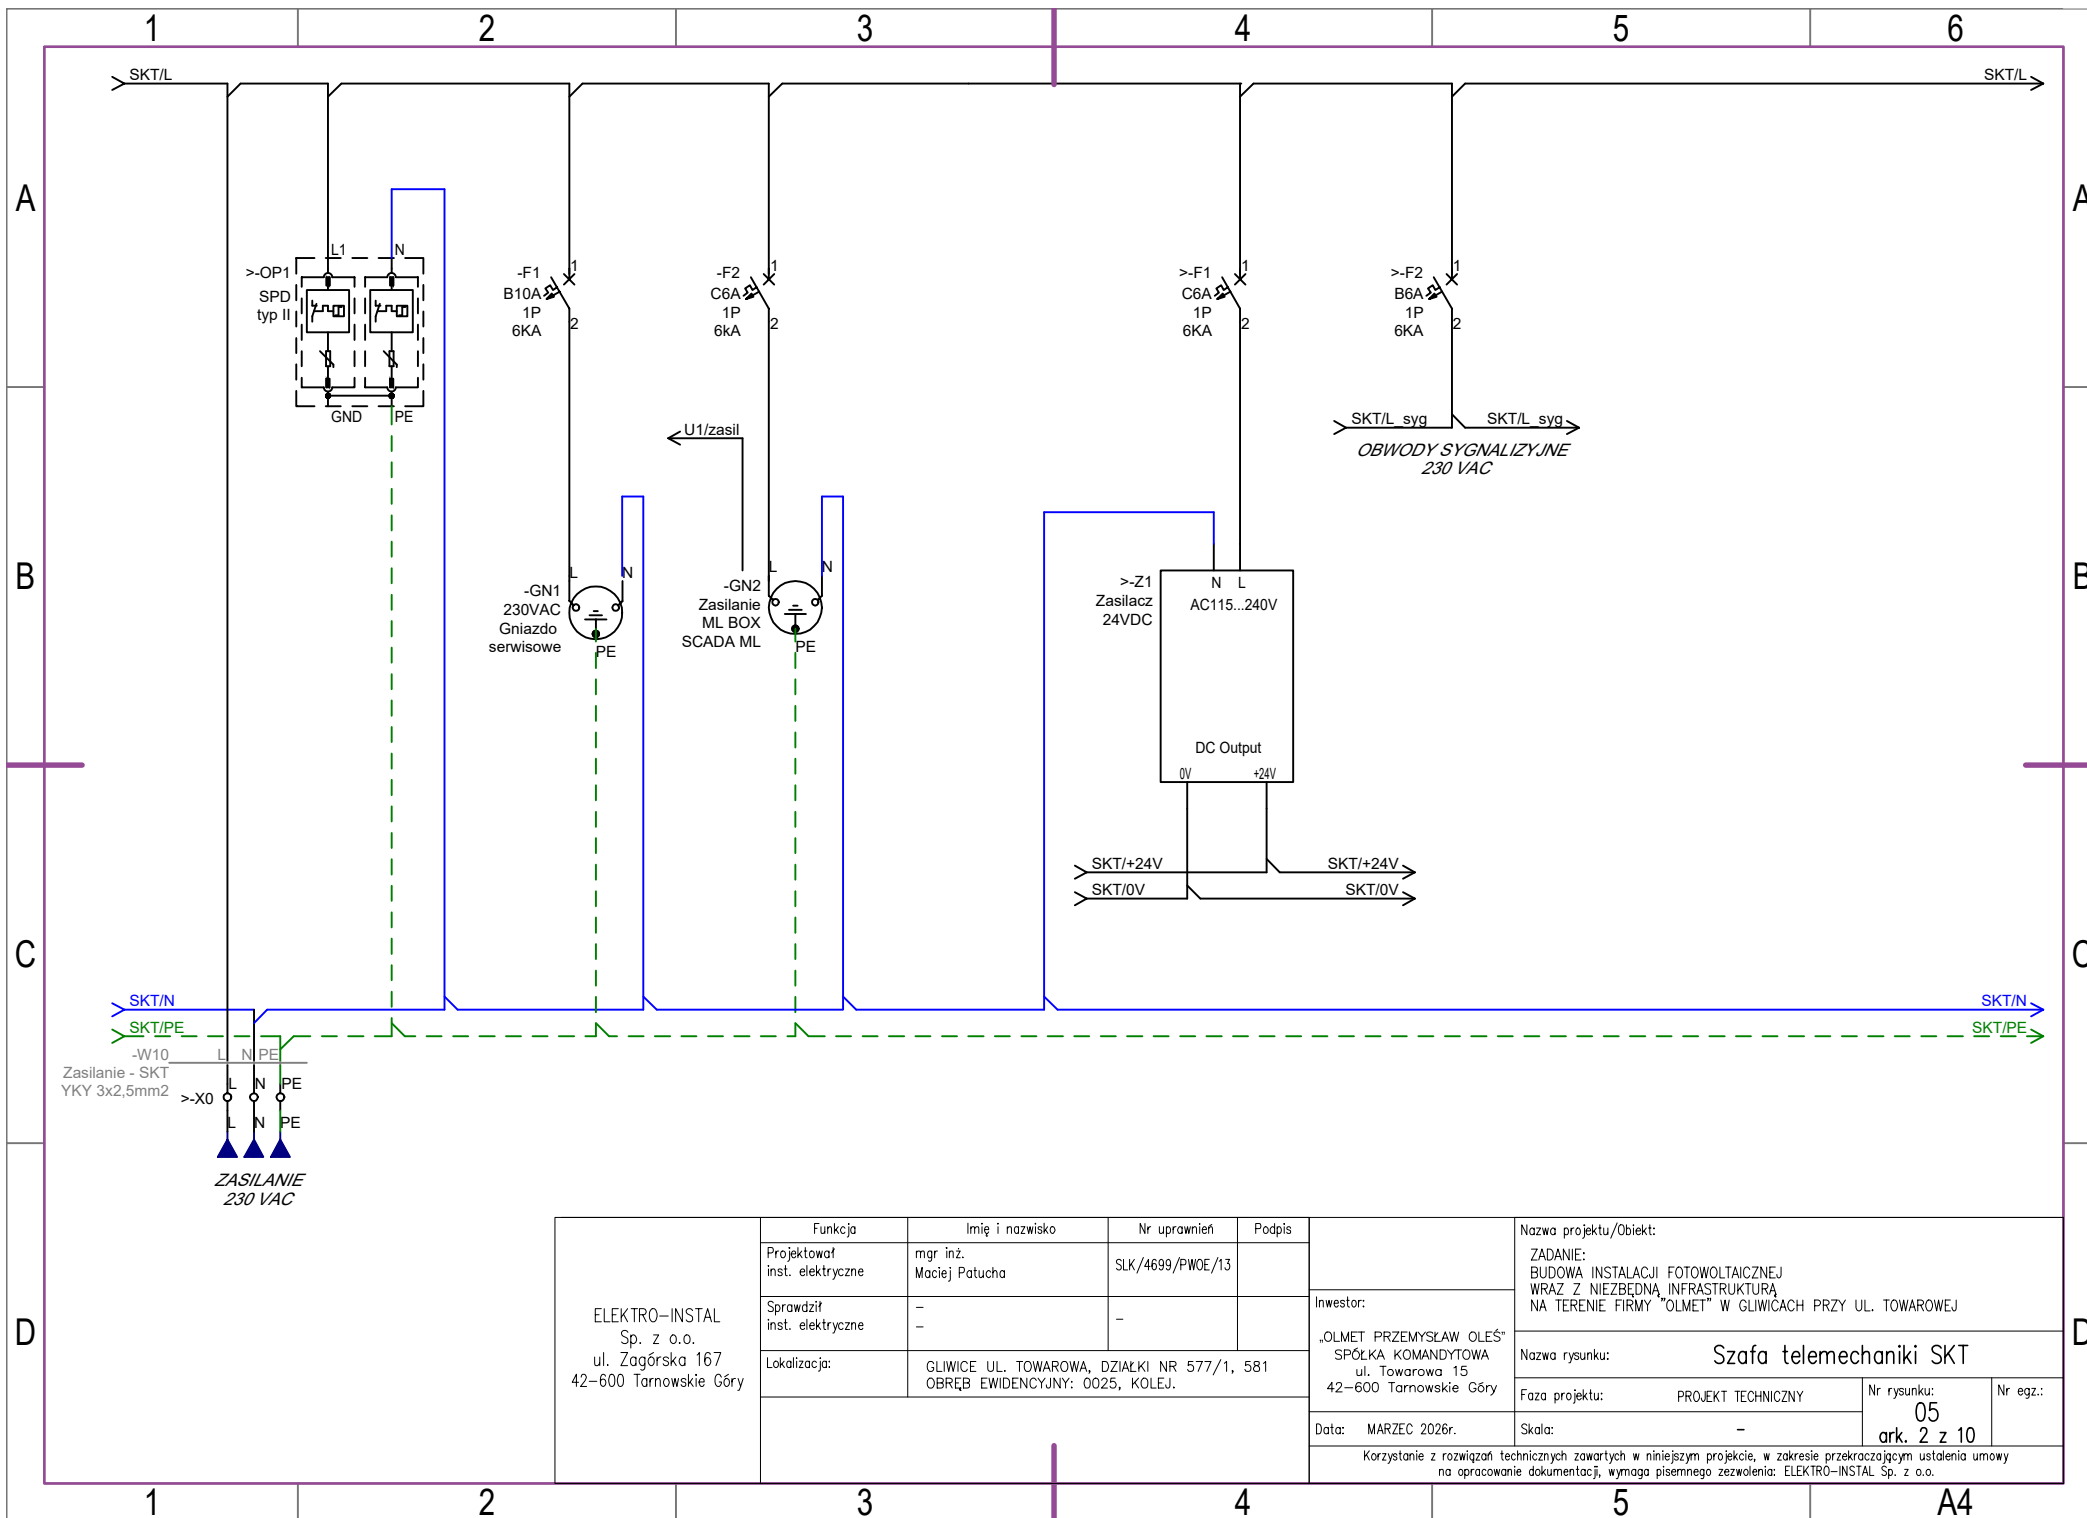 1 2 3 4 5 6
SKT/L SKT/L
A A
L1 N
>-OP1
SPD
typ II
GND PE
-F1
B10A
1P
6KA
1
2
-F2
C6A
1P
6kA
1
2
>-F1
C6A
1P
6KA
1
2
>-F2
B6A
1P
6KA
1
2
SKT/L_syg SKT/L_syg
OBWODY SYGNALIZYJNE
230 VAC
U1/zasil
B B
L N
-GN1
230VAC
Gniazdo
serwisowe
PE
L N
-GN2
Zasilanie
ML BOX
SCADA ML
PE
>-Z1
Zasilacz
24VDC
N L
AC115...240V
DC Output
0V +24V
SKT/+24V SKT/+24V
SKT/0V SKT/0V
C C
SKT/N SKT/N
SKT/PE SKT/PE
-W10 L N PE
Zasilanie - SKT
YKY 3x2,5mm2
L N PE
>-X0
L N PE
ZASILANIE
230 VAC
D D
ELEKTRO-INSTAL
Sp. z o.o.
ul. Zagórska 167
42-600 Tarnowskie Góry
Funkcja Imię i nazwisko Nr uprawnień Podpis
Projektował
inst. elektryczne
mgr inż.
Maciej Patucha
SLK/4699/PWOE/13
Sprawdził
inst. elektryczne
-
-
-
Lokalizacja:
GLIWICE UL. TOWAROWA, DZIAŁKI NR 577/1, 581
OBRĘB EWIDENCYJNY: 0025, KOLEJ.
Inwestor:
„OLMET PRZEMYSŁAW OLEŚ"
SPÓŁKA KOMANDYTOWA
ul. Towarowa 15
42-600 Tarnowskie Góry
Data: MARZEC 2026r.
Nazwa projektu/Obiekt:
ZADANIE:
BUDOWA INSTALACJI FOTOWOLTAICZNEJ
WRAZ Z NIEZBĘDNĄ INFRASTRUKTURĄ
NA TERENIE FIRMY "OLMET" W GLIWICACH PRZY UL. TOWAROWEJ
Nazwa rysunku: Szafa telemechaniki SKT
Faza projektu: PROJEKT TECHNICZNY
Skala: -
Nr rysunku:
05
ark. 2 z 10
Nr egz.:
Korzystanie z rozwiązań technicznych zawartych w niniejszym projekcie, w zakresie przekraczającym ustalenia umowy
na opracowanie dokumentacji, wymaga pisemnego zezwolenia: ELEKTRO-INSTAL Sp. z o.o.
1 2 3 4 5 A4